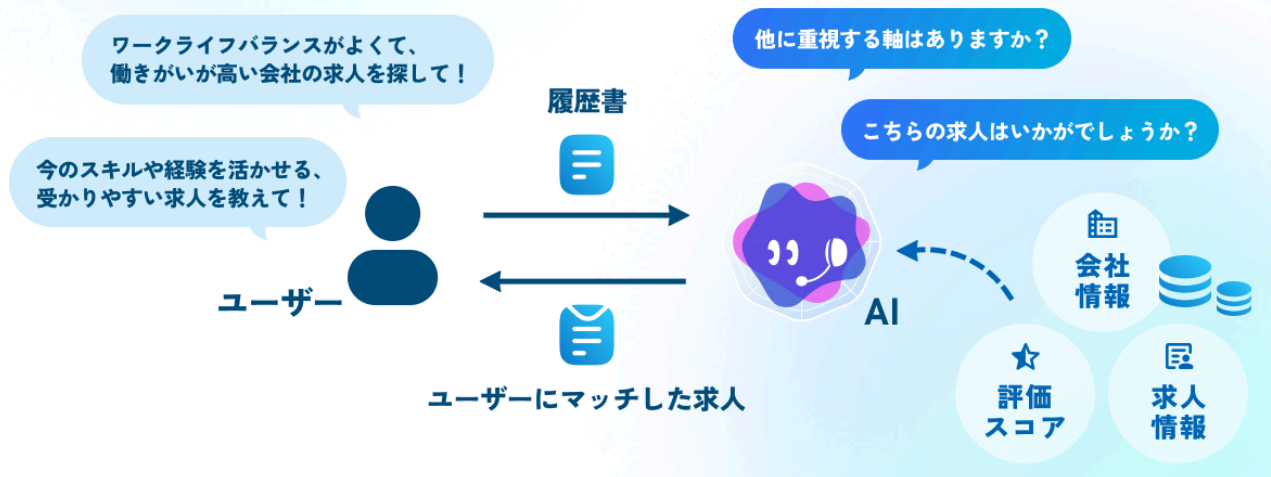 ワークライフバランスがよくて、
働きがいが高い会社の求人を探して！
今のスキルや経験を活かせる、
受かりやすい求人を教えて！
ユーザー
履歴書
ユーザーにマッチした求人
他に重視する軸はありますか？
こちらの求人はいかがでしょうか？
AI
会社
情報
評価
スコア
求人
情報